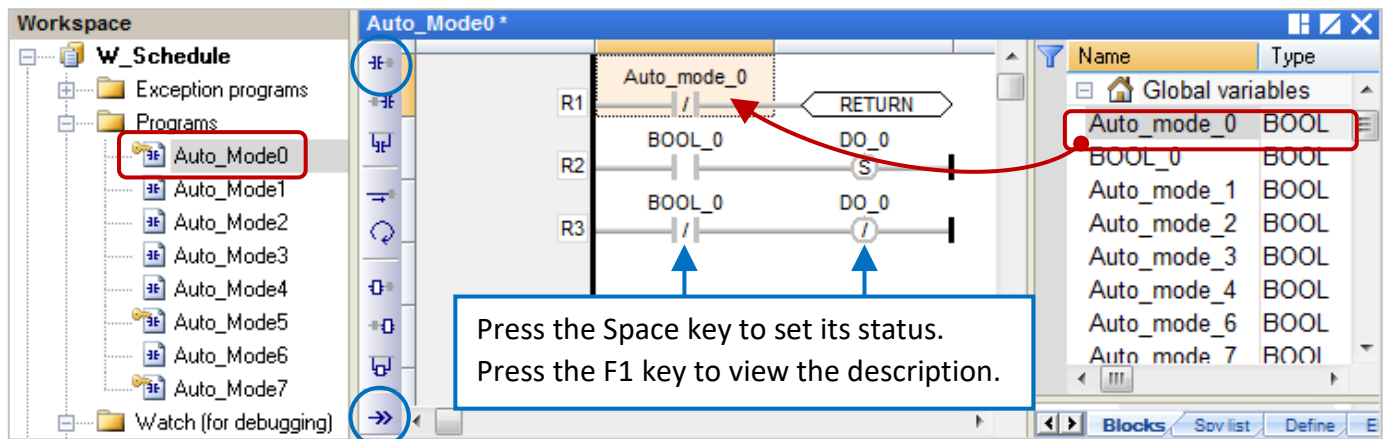 Workspace
W_Schedule
Exception programs
Programs
Auto_Mode0
Auto_Mode1
Auto_Mode2
Auto_Mode3
Auto_Mode4
Auto_Mode5
Auto_Mode6
Auto_Mode7
Watch (for debugging)
Auto_Mode0 *
Auto_mode_0
R1 / RETURN
BOOL_0 DO_0
R2 S
BOOL_0 DO_0
R3 / /
Press the Space key to set its status.
Press the F1 key to view the description.
Name Type
Global variables
Auto_mode_0 BOOL
BOOL_0 BOOL
Auto_mode_1 BOOL
Auto_mode_2 BOOL
Auto_mode_3 BOOL
Auto_mode_4 BOOL
Auto_mode_6 BOOL
Auto_mode_7 BOOL
Blocks Spy list Define E